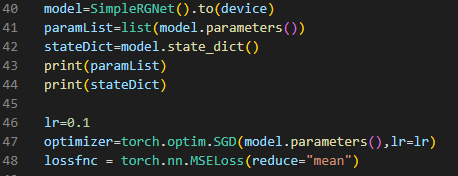 40 model=SimpleRGNet().to(device)
41 paramList=list(model.parameters())
42 stateDict=model.state_dict()
43 print(paramList)
44 print(stateDict)
45
46 lr=0.1
47 optimizer=torch.optim.SGD(model.parameters(),lr=lr)
48 lossfnc = torch.nn.MSELoss(reduce="mean")